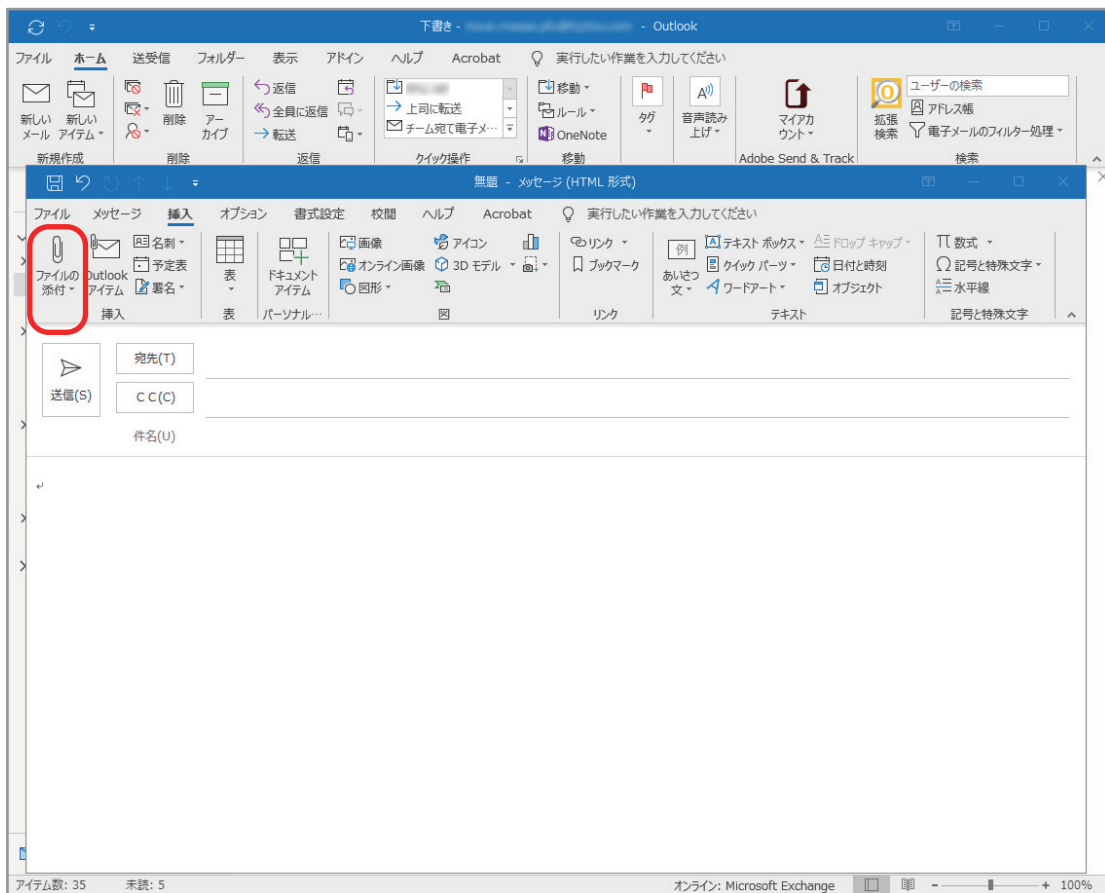 下書き - - Outlook
ファイル ホーム 送受信 フォルダー 表示 アドイン ヘルプ Acrobat 実行したい作業を入力してください
新しい
メール
新しい
アイテム
新規作成
削除
アー
カイブ
削除
返信
全員に返信
転送
返信
上司に転送
チーム宛て電子メ…
クイック操作
移動
ルール
OneNote
移動
タグ
音声読み
上げ
マイアカ
ウント
Adobe Send & Track
拡張
検索
ユーザーの検索
アドレス帳
電子メールのフィルター処理
検索
無題 - メッセージ (HTML 形式)
ファイル メッセージ 挿入 オプション 書式設定 校閲 ヘルプ Acrobat 実行したい作業を入力してください
ファイルの
添付
Outlook
アイテム
名刺
予定表
署名
挿入
表
表
ドキュメント
アイテム
パーソナル…
画像
オンライン画像
図形
アイコン
3D モデル
図
リンク
ブックマーク
リンク
例
あいさつ
文
テキスト ボックス
クイック パーツ
ワードアート
ドロップ キャップ
日付と時刻
オブジェクト
テキスト
数式
記号と特殊文字
水平線
記号と特殊文字
送信(S)
宛先(T)
C C(C)
件名(U)
アイテム数: 35 未読: 5 オンライン: Microsoft Exchange 100%